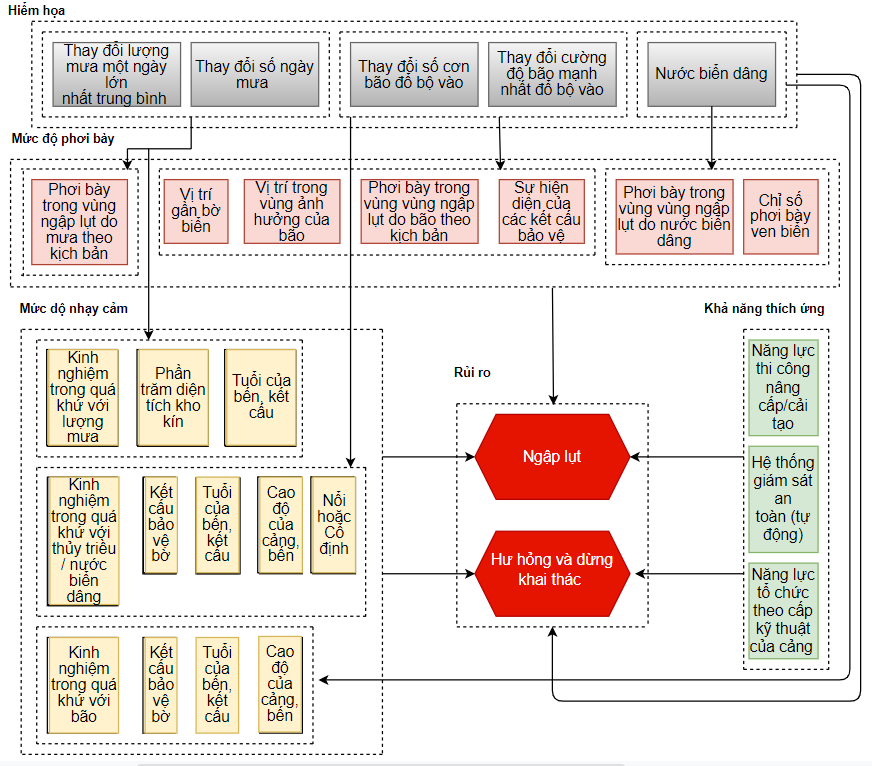 Hiểm họa
Thay đổi lượng
mưa một ngày
lớn
nhất trung bình
Thay đổi số ngày
mưa
Thay đổi số cơn
bão đổ bộ vào
Thay đổi cường
độ bão mạnh
nhất đổ bộ vào
Nước biển dâng
Mức độ phơi bảy
Phơi bày
trong vùng
ngập lụt do
mưa theo
kịch bản
Vị trí
gần bờ
biển
Vị trí trong
vùng ảnh
hưởng của
bão
Phơi bày trong
vùng vùng ngập
lụt do bão theo
kịch bản
Sự hiện
diện của
các kết cấu
bảo vệ
Phơi bày trong
vùng vùng ngập
lụt do nước biển
dâng
Chỉ số
phơi bày
ven biển
Mức dộ nhạy cảm
Kinh
nghiệm
trong quá
khứ với
lượng
mưa
Phần
trăm diện
tích kho
kín
Tuổi của
bến, kết
cấu
Kinh
nghiệm
trong quá
khứ với
thủy triều
/ nước
biển
dâng
Kết
cấu
bảo
vệ
bờ
Tuổi
của
bến,
kết
cấu
Cao
độ
của
cảng,
bến
Nổi
hoặc
Cố
định
Kinh
nghiệm
trong quá
khứ với
bão
Kết
cấu
bảo
vệ
bờ
Tuổi
của
bến,
kết
cấu
Cao
độ
của
cảng,
bến
Rủi ro
Ngập lụt
Hư hỏng và dừng
khai thác
Khả năng thích ứng
Năng lực
thi công
nâng
cấp/cải
tạo
Hệ thống
giám sát
an
toàn (tự
động)
Năng lực
tổ chức
theo cấp
kỹ thuật
của cảng